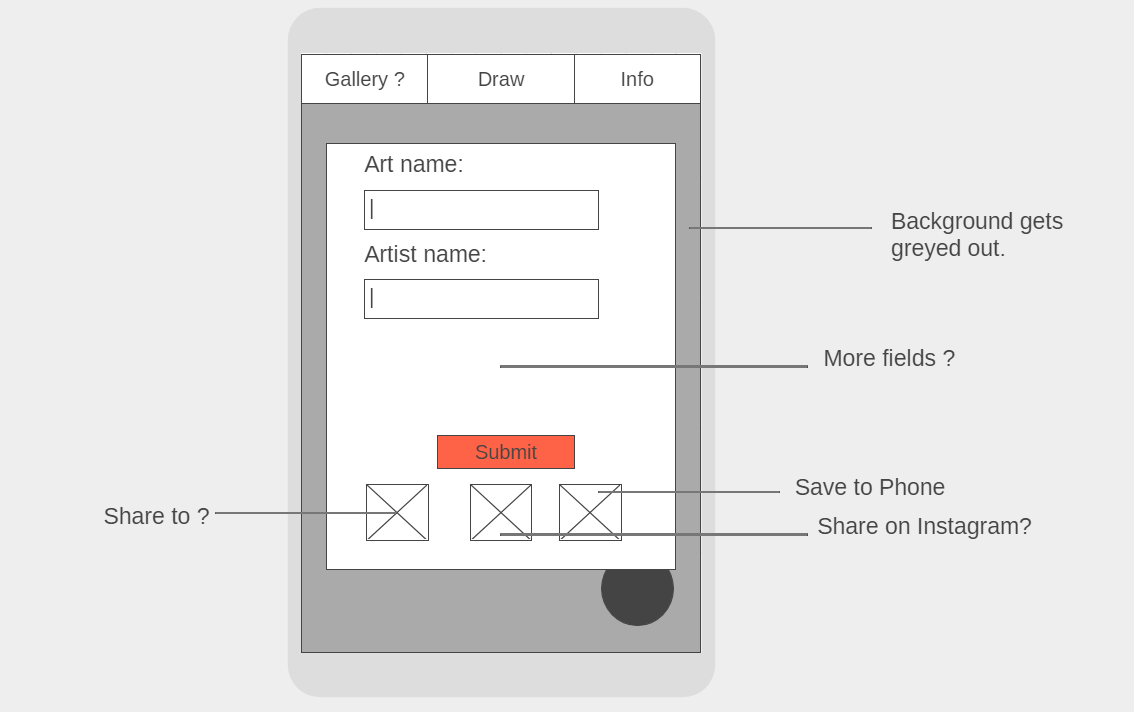 Gallery ?
Draw
Info
Art name:
Artist name:
Background gets
greyed out.
More fields ?
Submit
Save to Phone
Share to ?
Share on Instagram?